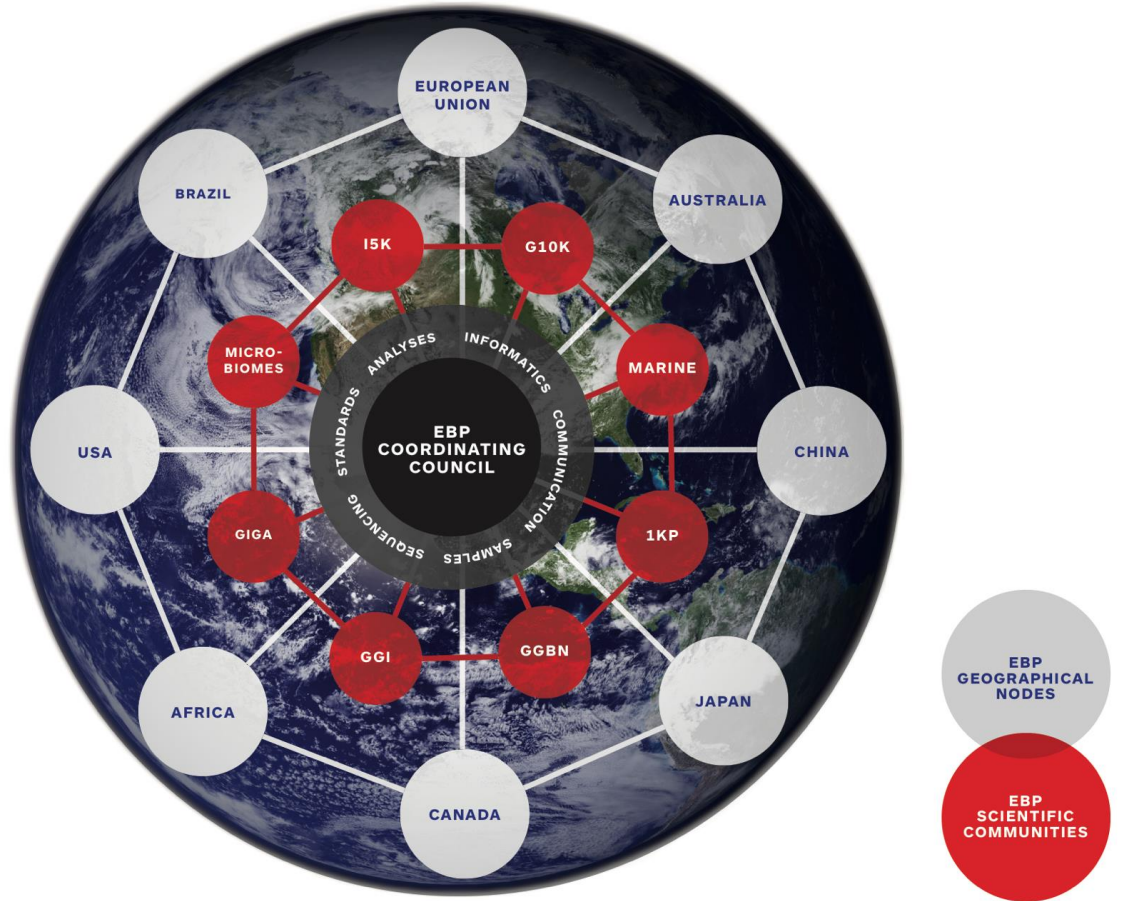 EUROPEAN
UNION
BRAZIL
AUSTRALIA
I5K
G10K
MICRO-
BIOMES
MARINE
ANALYSES
INFORMATICS
STANDARDS
COMMUNICATION
EBP
COORDINATING
COUNCIL
USA
CHINA
SEQUENCING
SAMPLES
GIGA
1KP
GGI
GGBN
AFRICA
JAPAN
CANADA
EBP
GEOGRAPHICAL
NODES
EBP
SCIENTIFIC
COMMUNITIES